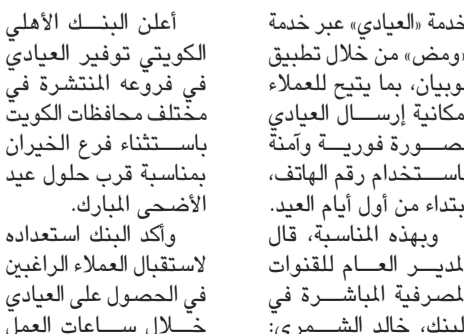 أعلن البنك الأهلي
الكويتي توفير العيادي
في فروعه المنتشرة في
مختلف محافظات الكويت
باستثناء فرع الخيران
بمناسبة قرب حلول عيد
الأضحى المبارك.
وأكد البنك استعداده
لاستقبال العملاء الراغبين
في الحصول على العيادي
خلال ساعات العمل
خدمة «العيادي» عبر خدمة
«ومض» من خلال تطبيق
بوبيان، بما يتيح للعملاء
إمكانية إرسال العيادي
بصورة فورية وآمنة
باستخدام رقم الهاتف،
ابتداء من أول أيام العيد.
وبهذه المناسبة، قال
المدير العام للقنوات
المصرفية المباشرة في
البنك، خالد الشمري: